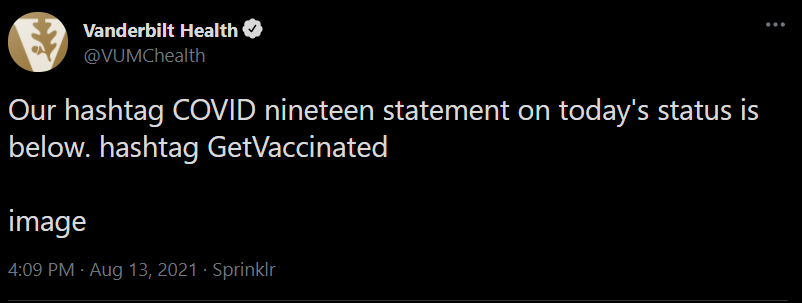 Vanderbilt Health
@VUMChealth
Our hashtag COVID nineteen statement on today's status is
below. hashtag GetVaccinated
image
4:09 PM · Aug 13, 2021 · Sprinklr